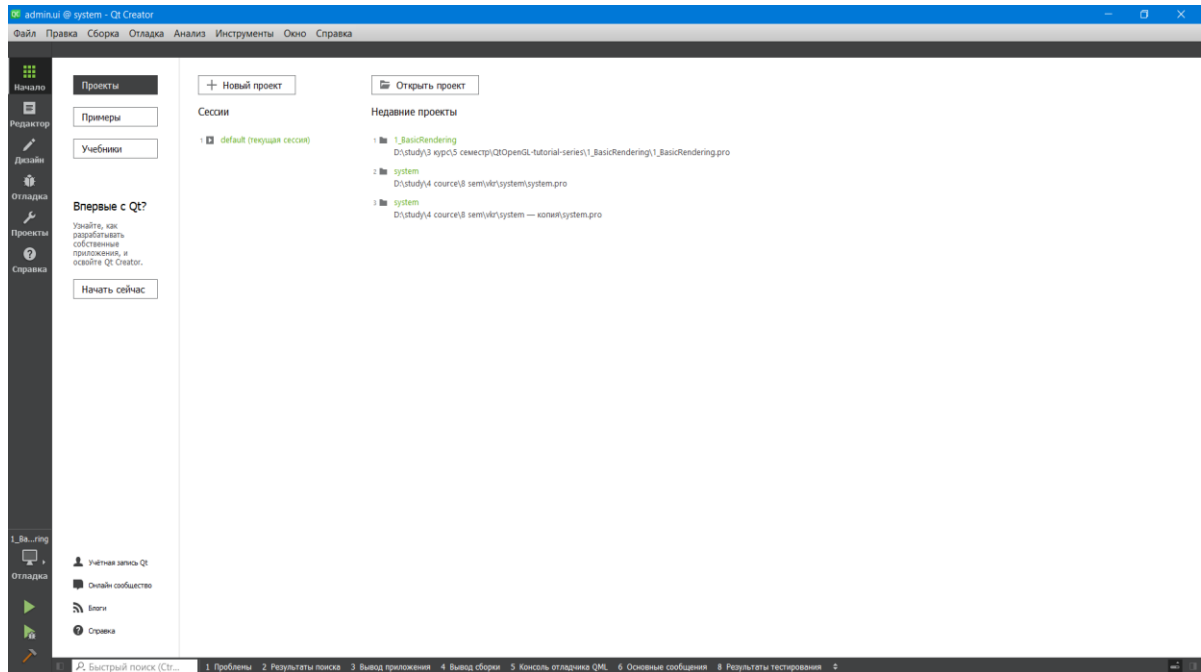 admin.ui @ system - Qt Creator
Файл Правка Сборка Отладка Анализ Инструменты Окно Справка
Начало
Редактор
Дизайн
Отладка
Проекты
Справка
Проекты
Примеры
Учебники
Впервые с Qt?
Узнайте, как
разрабатывать
собственные
приложения, и
освойте Qt Creator.
Начать сейчас
Новый проект
Сессии
1 default (текущая сессия)
Открыть проект
Недавние проекты
1 1_BasicRendering
D:\study\3 курс\5 семестр\QtOpenGL-tutorial-series\1_BasicRendering\1_BasicRendering.pro
2 system
D:\study\4 cource\8 sem\vkr\system\system.pro
3 system
D:\study\4 cource\8 sem\vkr\system — копия\system.pro
1_Ba...ring
Отладка
Учётная запись Qt
Онлайн сообщество
Блоги
Справка
Быстрый поиск (Ctr...
1 Проблемы 2 Результаты поиска 3 Вывод приложения 4 Вывод сборки 5 Консоль отладчика QML 6 Основные сообщения 8 Результаты тестирования